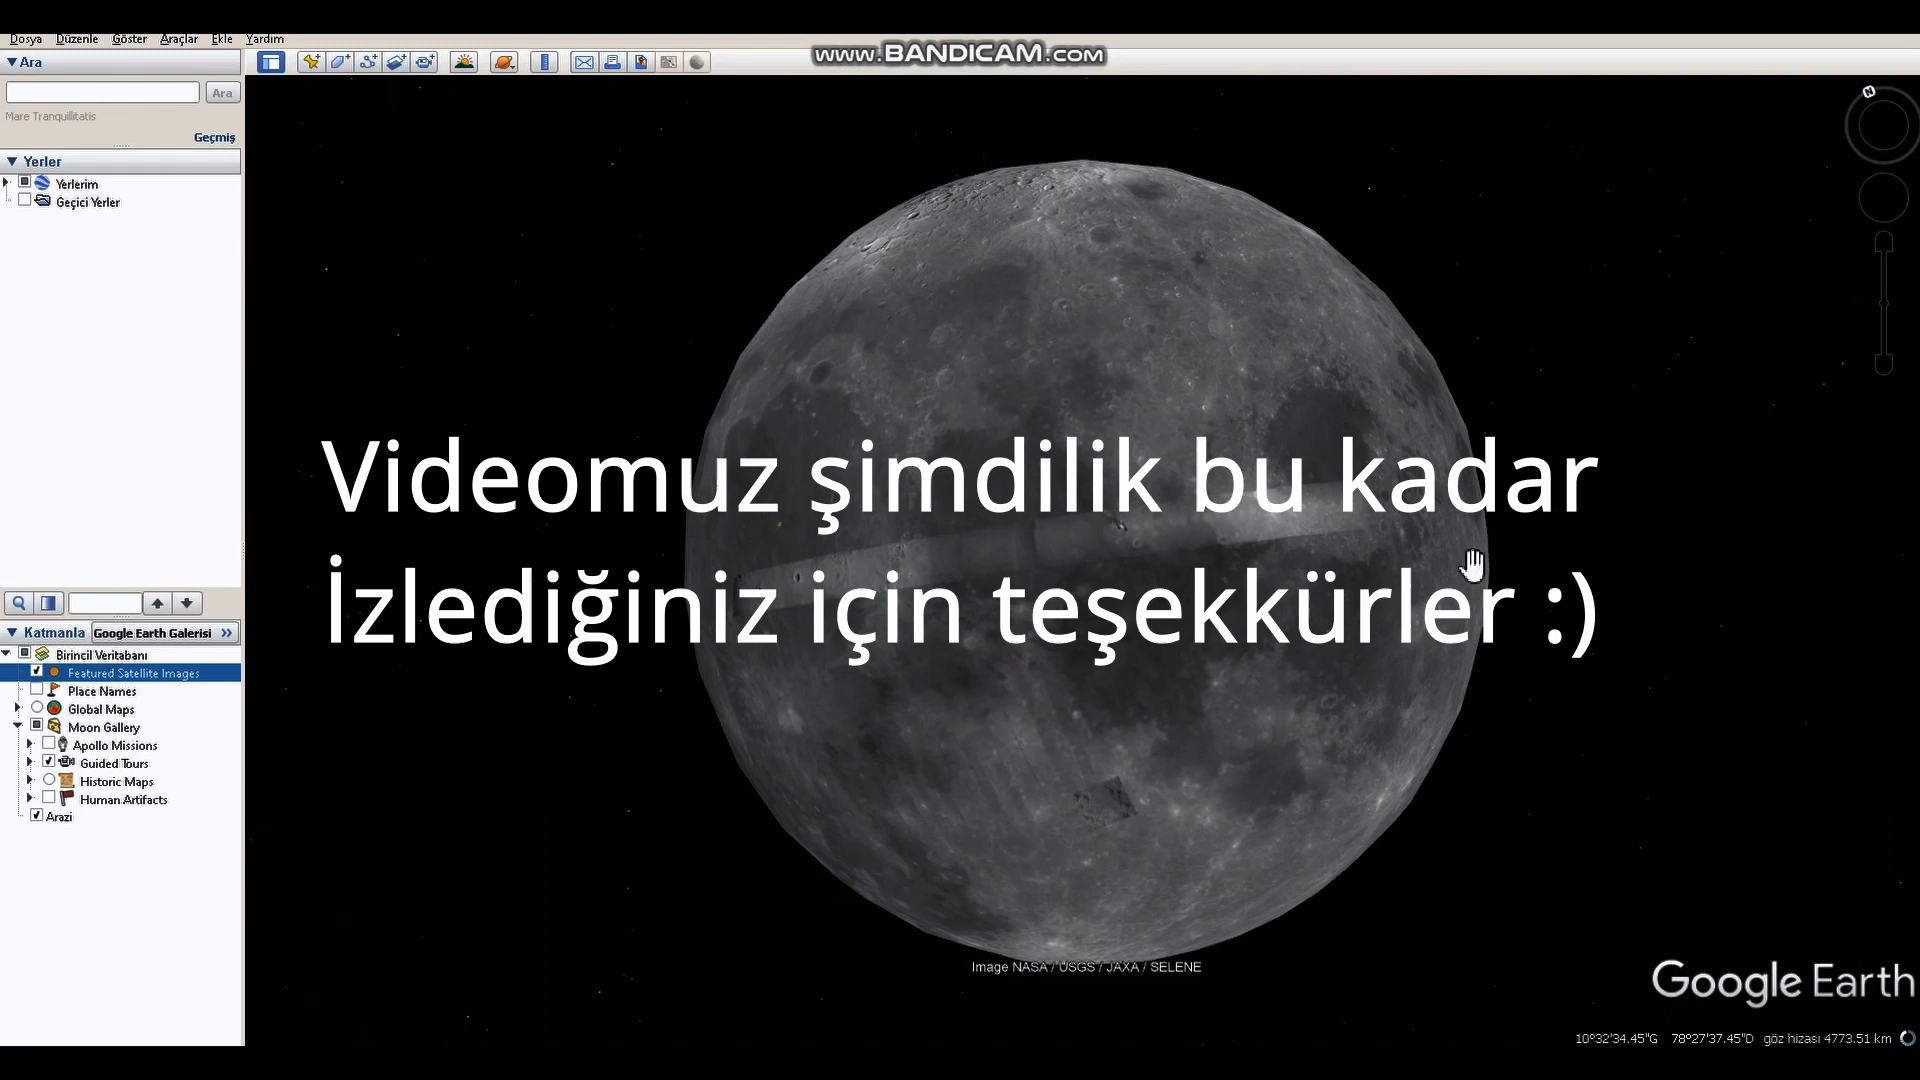 Dosya Düzenle Göster Araçlar Ekle Yardım
www.BANDICAM.com
Ara
Ara
Mare Tranquillitatis
Geçmiş
Yerler
Yerlerim
Geçici Yerler
N
Videomuz şimdilik bu kadar
İzlediğiniz için teşekkürler :)
Katmanla Google Earth Galerisi »
Birincil Veritabanı
Featured Satellite Images
Place Names
Global Maps
Moon Gallery
Apollo Missions
Guided Tours
Historic Maps
Human Artifacts
Arazi
Image NASA / USGS / JAXA / SELENE
Google Earth
10°32'34.45"G 78°27'37.45"D göz hizası 4773.51 km